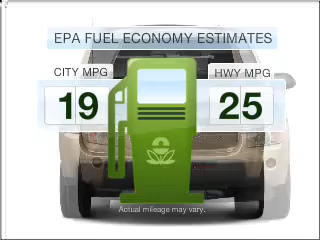 EPA FUEL ECONOMY ESTIMATES
CITY MPG
HWY MPG
19
25
Actual mileage may vary.